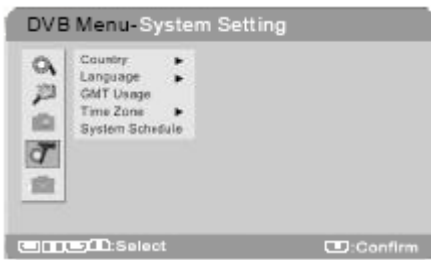 DVB Menu-System Setting
Country
Language
GMT Usage
Time Zone
System Schedule
:Select
:Confirm